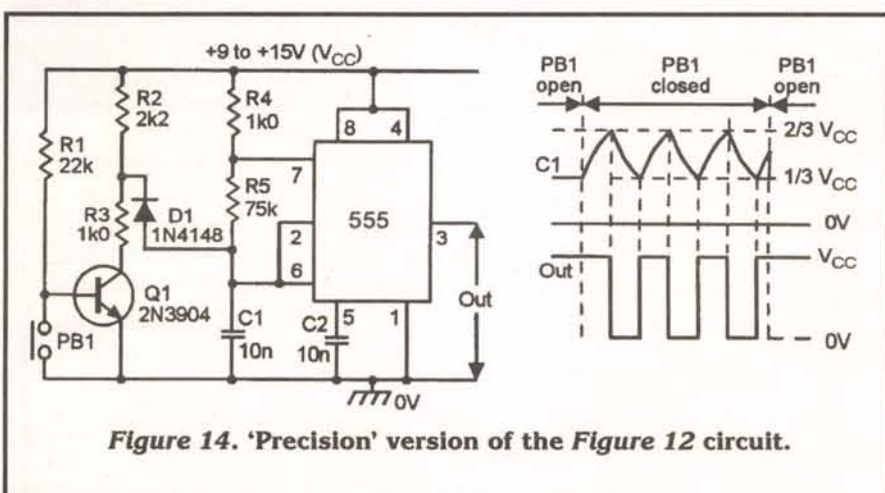 +9 to +15V (VCC)
R1
22k
R2
2k2
R3
1k0
D1
1N4148
Q1
2N3904
PB1
R4
1k0
R5
75k
C1
10n
C2
10n
8
4
7
555
2
3
6
5
1
Out
0V
PB1 open
PB1 closed
PB1 open
2/3 VCC
C1
1/3 VCC
0V
VCC
Out
0V
Figure 14. 'Precision' version of the Figure 12 circuit.